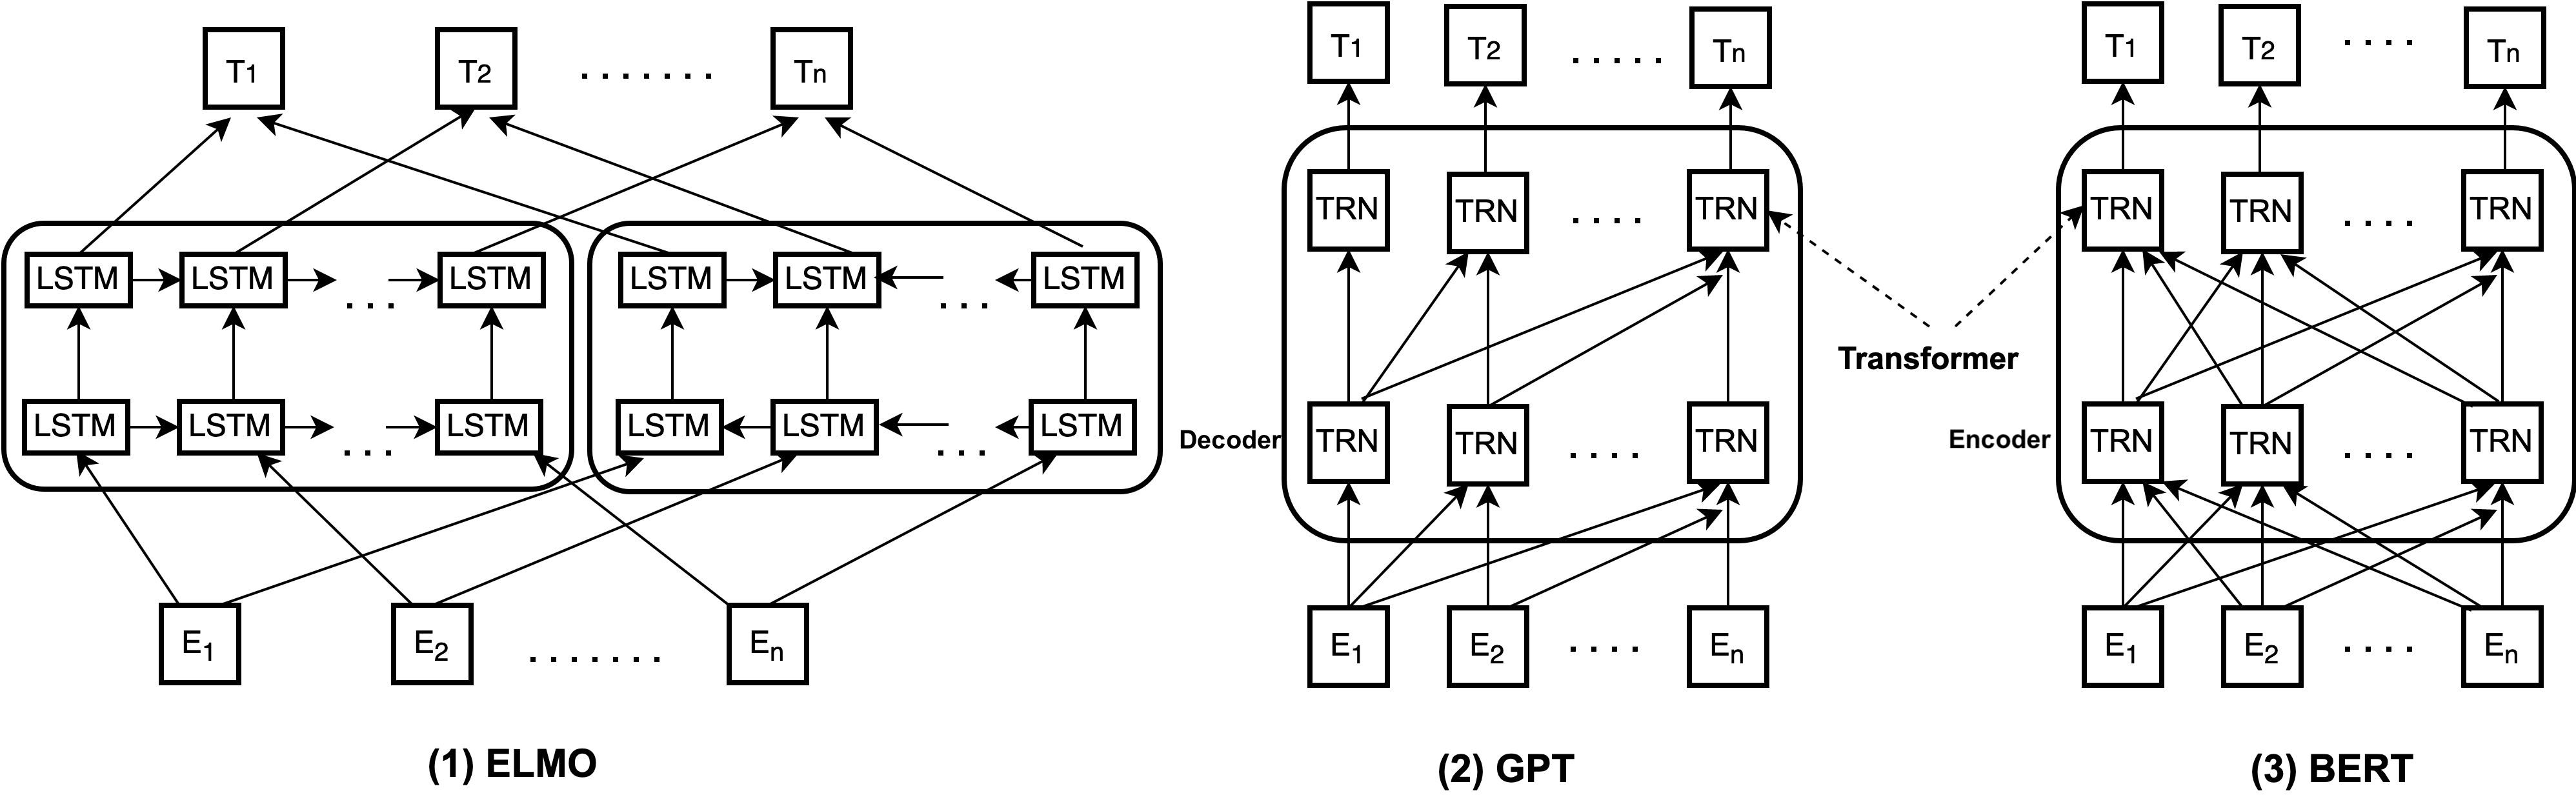 T1 T2 ....... Tn
LSTM LSTM ... LSTM LSTM LSTM ... LSTM
LSTM LSTM ... LSTM LSTM LSTM ... LSTM
E1 E2 ....... En
(1) ELMO
T1 T2 ..... Tn
TRN TRN .... TRN
Decoder TRN TRN .... TRN
E1 E2 .... En
(2) GPT
Transformer
T1 T2 .... Tn
TRN TRN .... TRN
Encoder TRN TRN .... TRN
E1 E2 .... En
(3) BERT